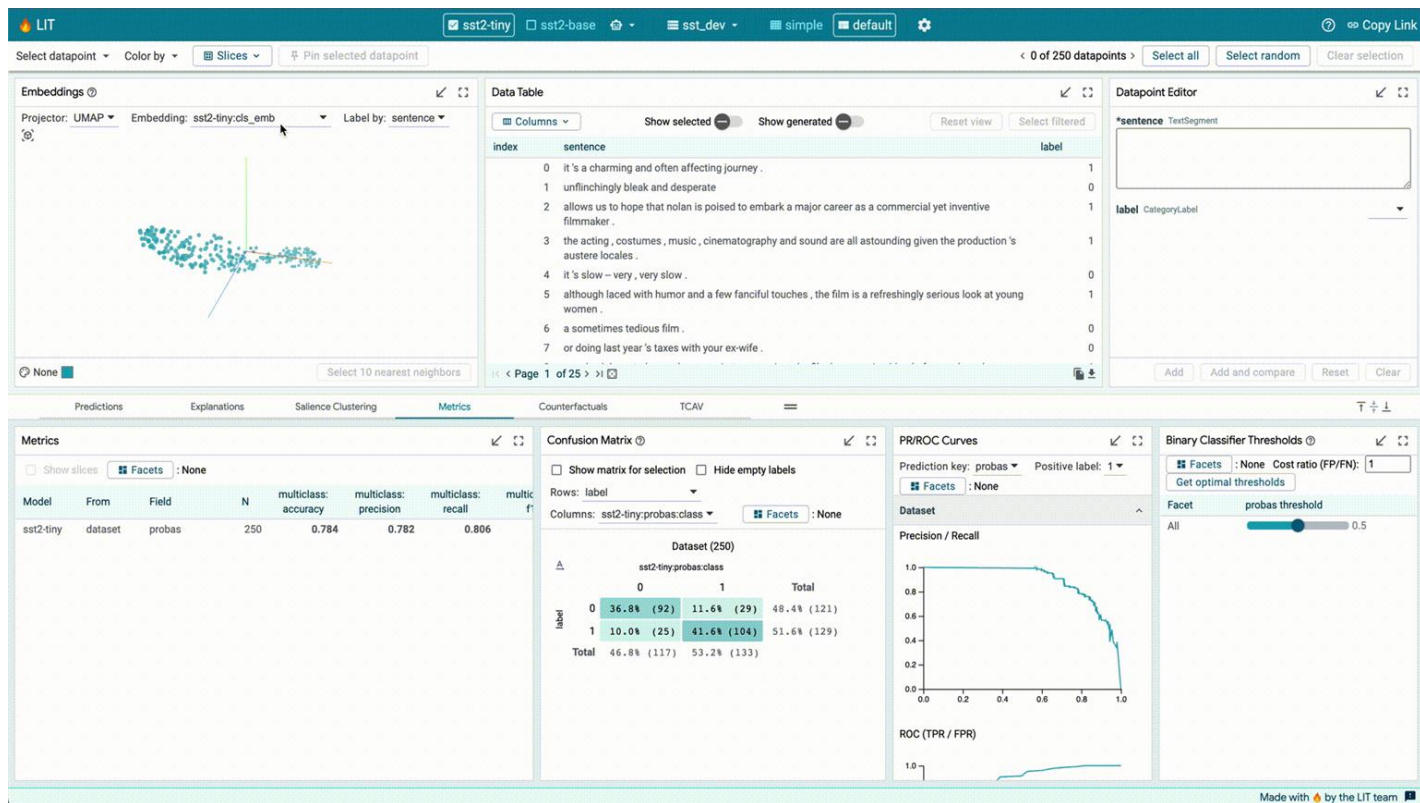 LIT
sst2-tiny sst2-base sst_dev simple default Copy Link
Select datapoint Color by Slices Pin selected datapoint 0 of 250 datapoints Select all Select random Clear selection
Embeddings
Projector: UMAP Embedding: sst2-tiny:cls_emb Label by: sentence
None Select 10 nearest neighbors
Data Table
Columns Show selected Show generated Reset view Select filtered
index sentence label
0 it 's a charming and often affecting journey . 1
1 unflinchingly bleak and desperate 0
2 allows us to hope that nolan is poised to embark a major career as a commercial yet inventive 1
filmmaker .
3 the acting , costumes , music , cinematography and sound are all astounding given the production 's 1
austere locales .
4 it 's slow -- very , very slow . 0
5 although laced with humor and a few fanciful touches , the film is a refreshingly serious look at young 1
women .
6 a sometimes tedious film . 0
7 or doing last year 's taxes with your ex-wife . 0
Page 1 of 25
Datapoint Editor
*sentence TextSegment
label CategoryLabel
Add Add and compare Reset Clear
Predictions Explanations Salience Clustering Metrics Counterfactuals TCAV
Metrics
Show slices Facets : None
Model From Field N multiclass: accuracy multiclass: precision multiclass: recall
sst2-tiny dataset probas 250 0.784 0.782 0.806
Confusion Matrix
Show matrix for selection Hide empty labels
Rows: label
Columns: sst2-tiny:probas:class Facets : None
Dataset (250)
sst2-tiny:probas:class
0 1 Total
label
0 36.8% (92) 11.6% (29) 48.4% (121)
1 10.0% (25) 41.6% (104) 51.6% (129)
Total 46.8% (117) 53.2% (133)
PR/ROC Curves
Prediction key: probas Positive label: 1
Facets : None
Dataset
Precision / Recall
1.0
0.8
0.6
0.4
0.2
0.0
0.0 0.2 0.4 0.6 0.8 1.0
ROC (TPR / FPR)
1.0
Binary Classifier Thresholds
Facets : None Cost ratio (FP/FN): 1
Get optimal thresholds
Facet probas threshold
All 0.5
Made with by the LIT team